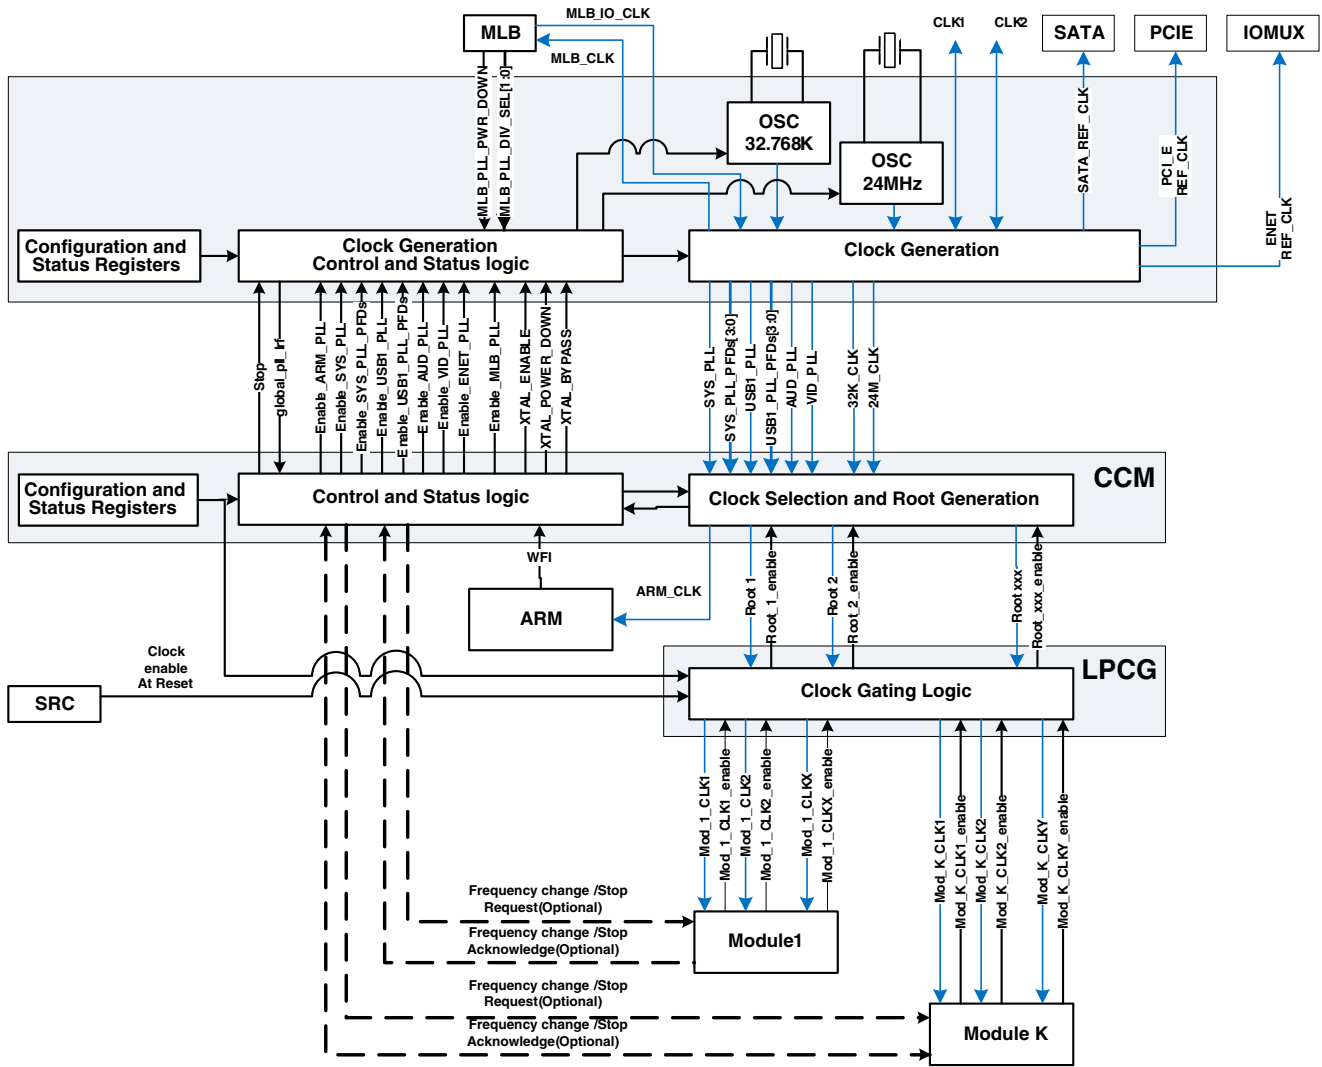 MLB
MLB_IO_CLK
MLB_CLK
CLK1
CLK2
SATA
PCIE
IOMUX
MLB_PLL_PWR_DOWN
MLB_PLL_DIV_SEL[1:0]
OSC
32.768K
OSC
24MHz
SATA_REF_CLK
PCI_E
REF_CLK
ENET
REF_CLK
Configuration and
Status Registers
Clock Generation
Control and Status logic
Clock Generation
Stop
global_pll_lrf
Enable_ARM_PLL
Enable_SYS_PLL
Enable_SYS_PLL_PFDs
Enable_USB1_PLL
Enable_USB1_PLL_PFDs
Enable_AUD_PLL
Enable_VID_PLL
Enable_ENET_PLL
Enable_MLB_PLL
XTAL_ENABLE
XTAL_POWER_DOWN
XTAL_BYPASS
SYS_PLL
SYS_PLL_PFDs[3:0]
USB1_PLL
USB1_PLL_PFDs[3:0]
AUD_PLL
VID_PLL
32K_CLK
24M_CLK
CCM
Configuration and
Status Registers
Control and Status logic
Clock Selection and Root Generation
WFI
ARM
ARM_CLK
Root 1
Root_1_enable
Root 2
Root_2_enable
Root xxx
Root_xxx_enable
Clock
enable
At Reset
SRC
LPCG
Clock Gating Logic
Mod_1_CLK1
Mod_1_CLK1_enable
Mod_1_CLK2
Mod_1_CLK2_enable
Mod_1_CLKX
Mod_1_CLKX_enable
Mod_K_CLK1
Mod_K_CLK1_enable
Mod_K_CLK2
Mod_K_CLK2_enable
Mod_K_CLKY
Mod_K_CLKY_enable
Frequency change /Stop
Request(Optional)
Frequency change /Stop
Acknowledge(Optional)
Module1
Frequency change /Stop
Request(Optional)
Frequency change /Stop
Acknowledge(Optional)
Module K